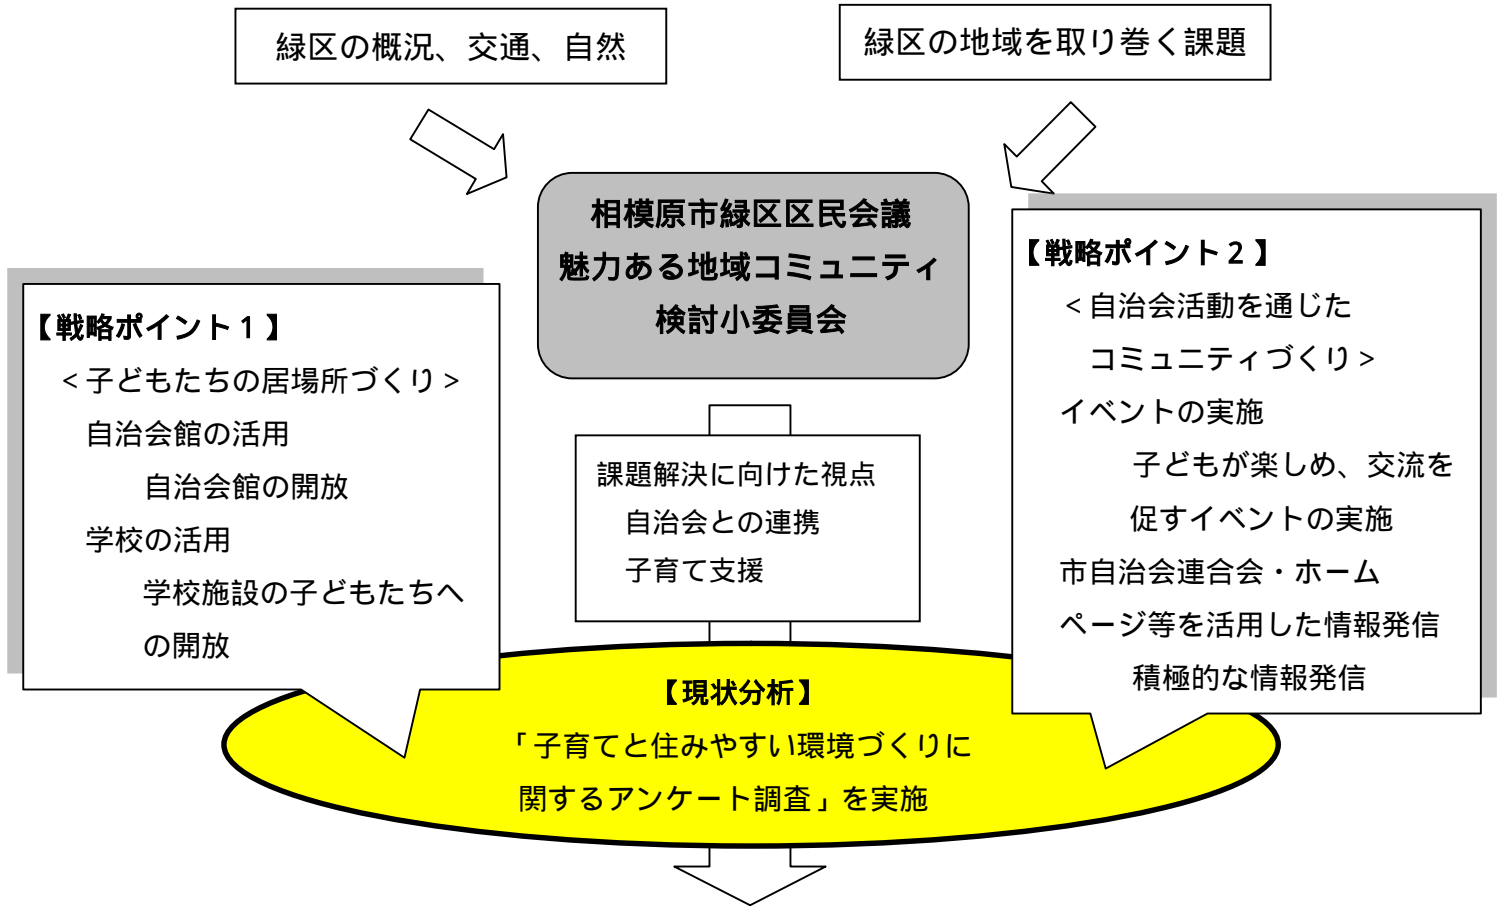 緑区の概況、交通、自然
緑区の地域を取り巻く課題
相模原市緑区区民会議
魅力ある地域コミュニティ
検討小委員会
【戦略ポイント１】
＜子どもたちの居場所づくり＞
自治会館の活用
自治会館の開放
学校の活用
学校施設の子どもたちへ
の開放
課題解決に向けた視点
自治会との連携
子育て支援
【戦略ポイント２】
＜自治会活動を通じた
コミュニティづくり＞
イベントの実施
子どもが楽しめ、交流を
促すイベントの実施
市自治会連合会・ホーム
ページ等を活用した情報発信
積極的な情報発信
【現状分析】
「子育てと住みやすい環境づくりに
関するアンケート調査」を実施